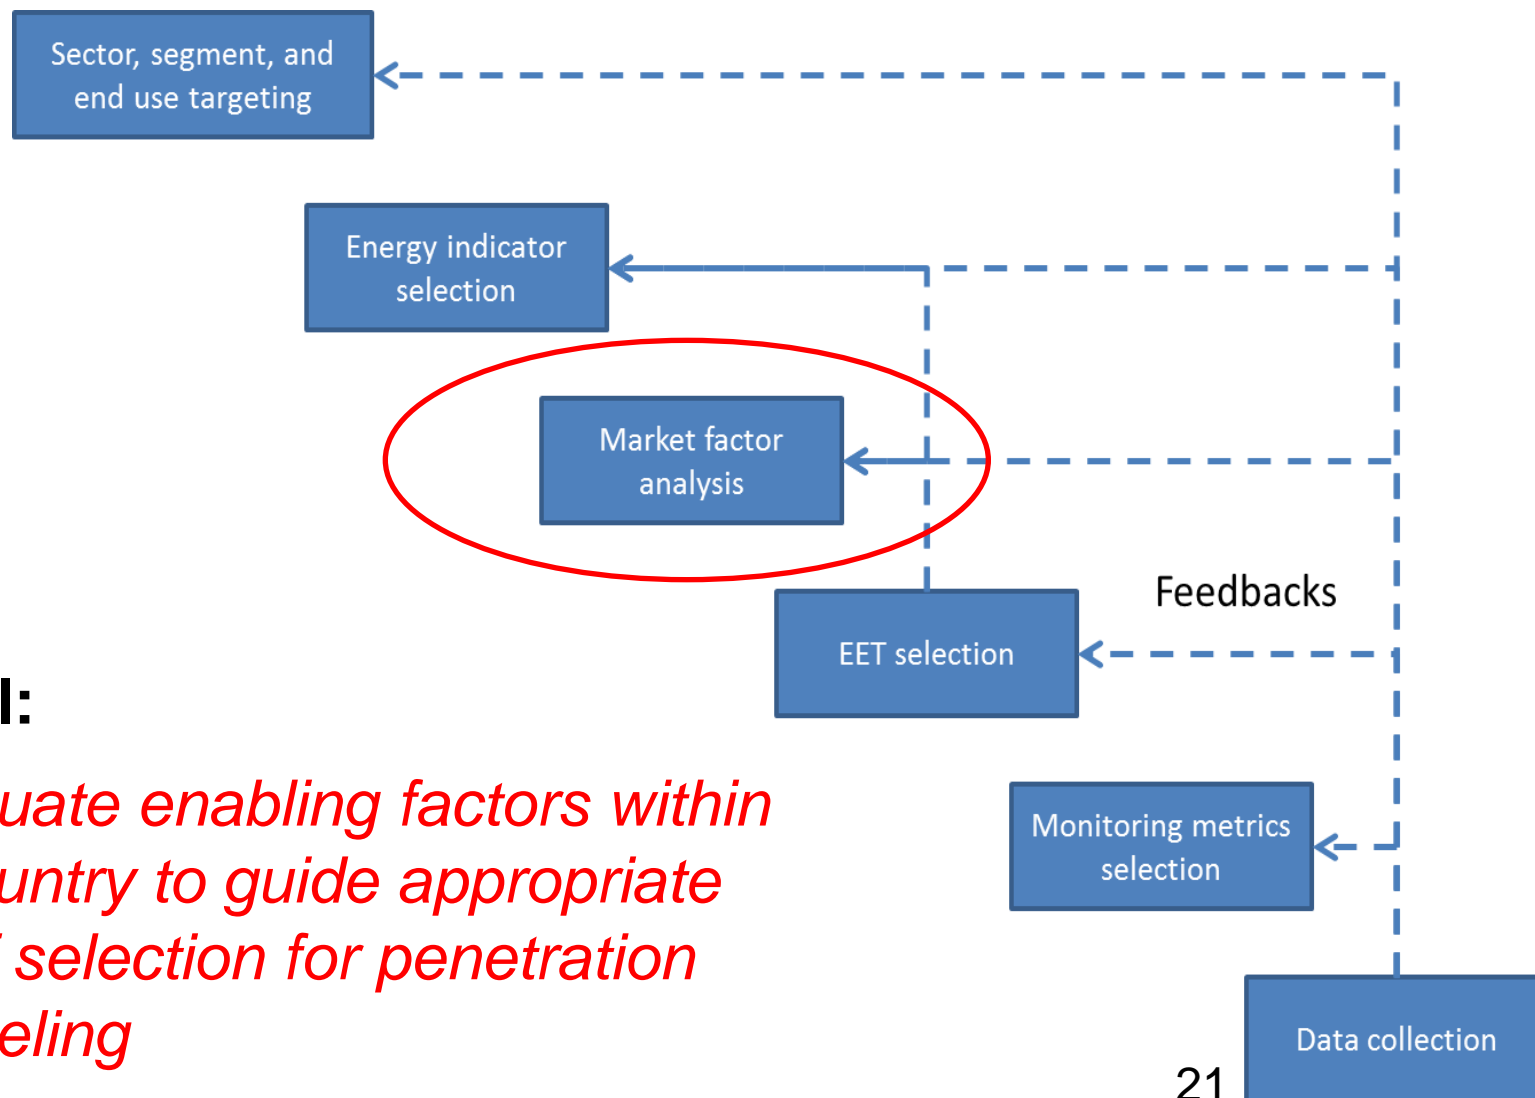 Sector, segment, and
end use targeting
Energy indicator
selection
Market factor
analysis
Feedbacks
EET selection
l:
uate enabling factors within
untry to guide appropriate
selection for penetration
eling
Monitoring metrics
selection
Data collection
21